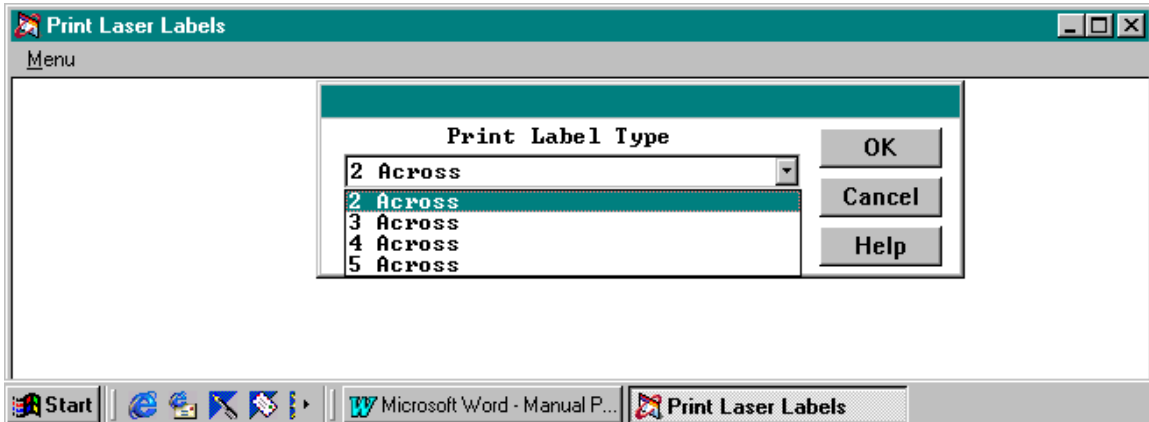 Print Laser Labels
Menu
Print Label Type
OK
2 Across
Cancel
2 Across
3 Across
4 Across
5 Across
Help
Start
Microsoft Word - Manual P...
Print Laser Labels